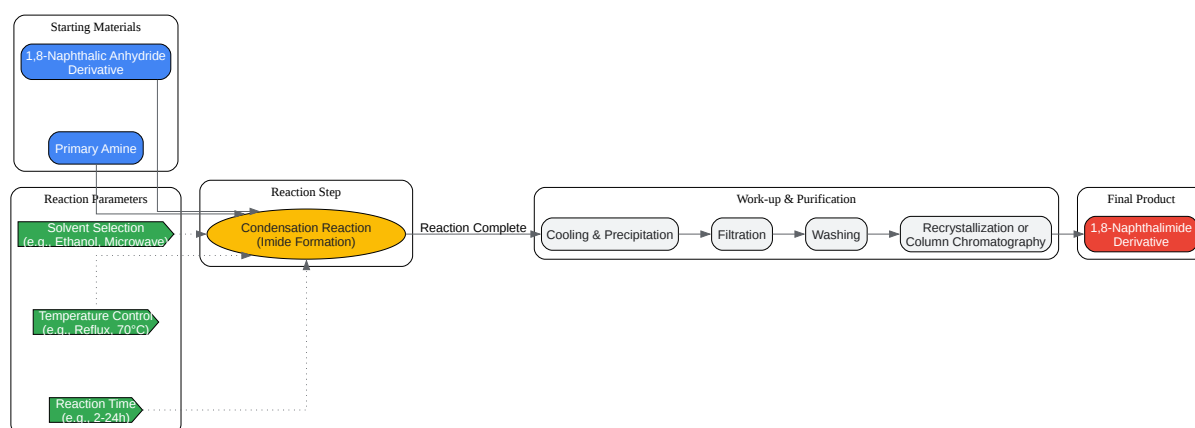 Starting Materials
1,8-Naphthalic Anhydride
Derivative
Primary Amine
Reaction Parameters
Solvent Selection
(e.g., Ethanol, Microwave)
Temperature Control
(e.g., Reflux, 70°C)
Reaction Time
(e.g., 2-24h)
Reaction Step
Condensation Reaction
(Imide Formation)
Reaction Complete
Work-up & Purification
Cooling & Precipitation
Filtration
Washing
Recrystallization or
Column Chromatography
Final Product
1,8-Naphthalimide
Derivative